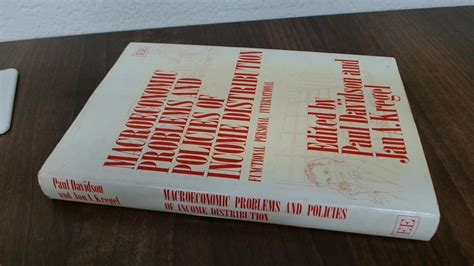 EE
MACROECONOMIC
PROBLEMS AND
POLICIES OF
INCOME DISTRIBUTION
FUNCTIONAL PERSONAL INTERNATIONAL
Edited by
Paul Davidson and
Jan A Kregel
Paul Davidson
and Jan A Kregel
MACROECONOMIC PROBLEMS AND POLICIES
OF INCOME DISTRIBUTION
EE